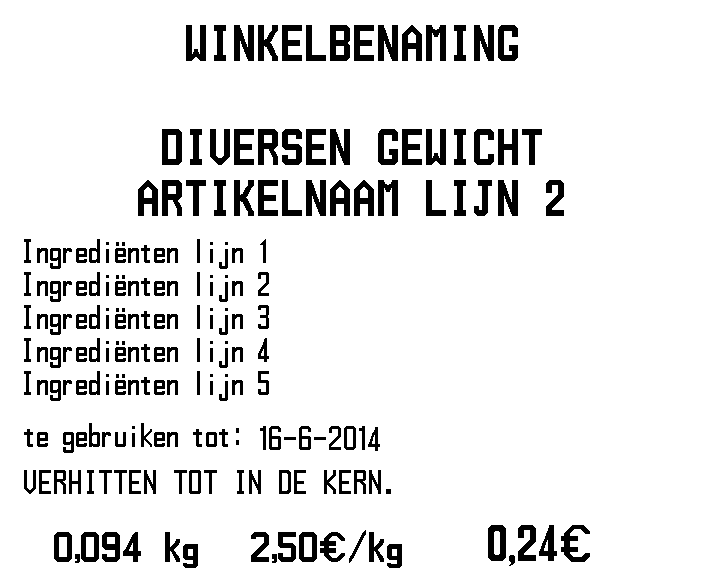 WINKELBENAMING
DIVERSEN GEWICHT
ARTIKELNAAM LIJN 2
Ingrediënten lijn 1
Ingrediënten lijn 2
Ingrediënten lijn 3
Ingrediënten lijn 4
Ingrediënten lijn 5
te gebruiken tot: 16-6-2014
VERHITTEN TOT IN DE KERN.
0,094 kg 2,50€/kg 0,24€